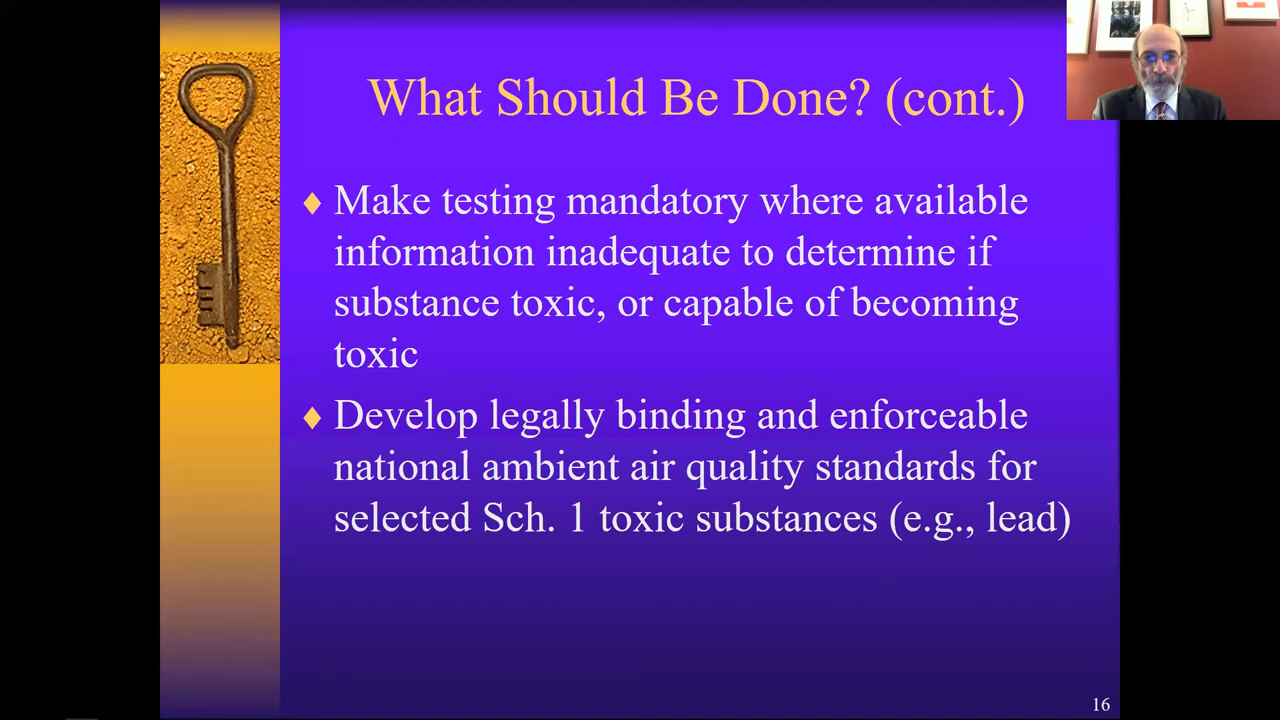 What Should Be Done? (cont.)
♦ Make testing mandatory where available
information inadequate to determine if
substance toxic, or capable of becoming
toxic
♦ Develop legally binding and enforceable
national ambient air quality standards for
selected Sch. 1 toxic substances (e.g., lead)
16